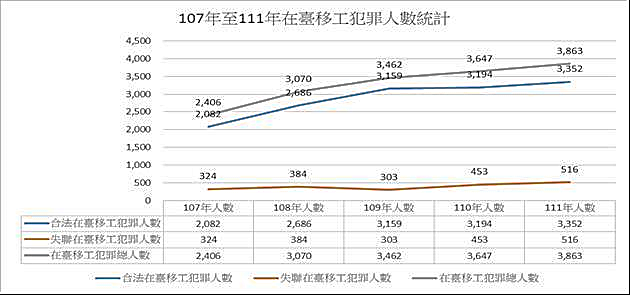 107年至111年在臺移工犯罪人數統計
4,500
4,000
3,500
3,000
2,500
2,000
1,500
1,000
500
0
2,406 3,070 3,462 3,647 3,863
2,082 2,686 3,159 3,194 3,352
324 384 303 453 516
107年人數 108年人數 109年人數 110年人數 111年人數
合法在臺移工犯罪人數 2,082 2,686 3,159 3,194 3,352
失聯在臺移工犯罪人數 324 384 303 453 516
在臺移工犯罪總人數 2,406 3,070 3,462 3,647 3,863
合法在臺移工犯罪人數 失聯在臺移工犯罪人數 在臺移工犯罪總人數